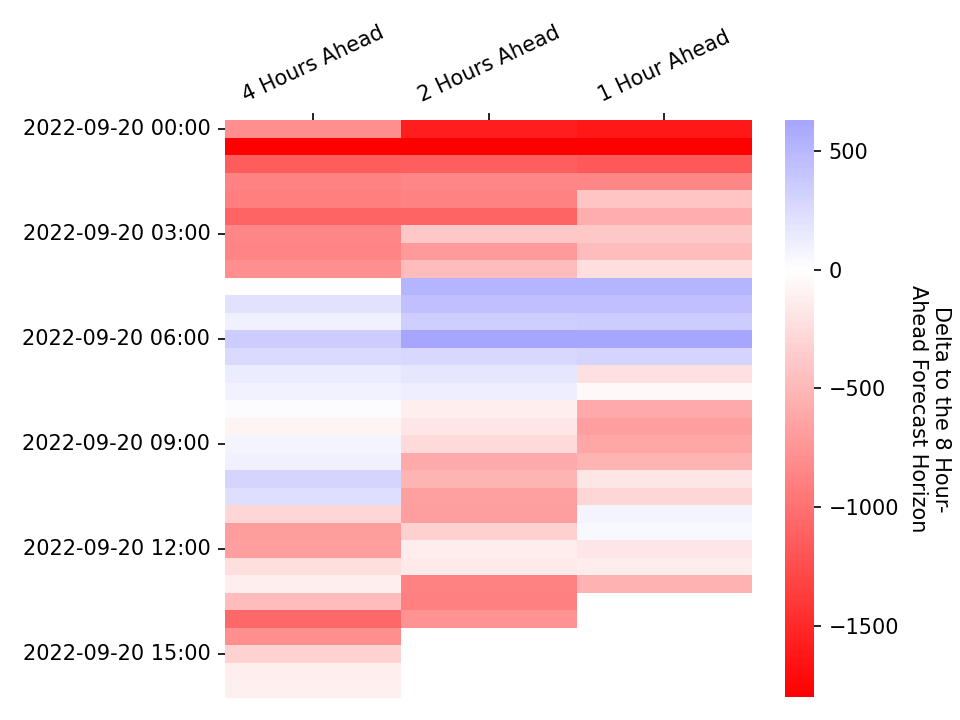 4 Hours Ahead
2 Hours Ahead
1 Hour Ahead
2022-09-20 00:00
2022-09-20 03:00
2022-09-20 06:00
2022-09-20 09:00
2022-09-20 12:00
2022-09-20 15:00
500
0
−500
−1000
−1500
Delta to the 8 Hour-
Ahead Forecast Horizon